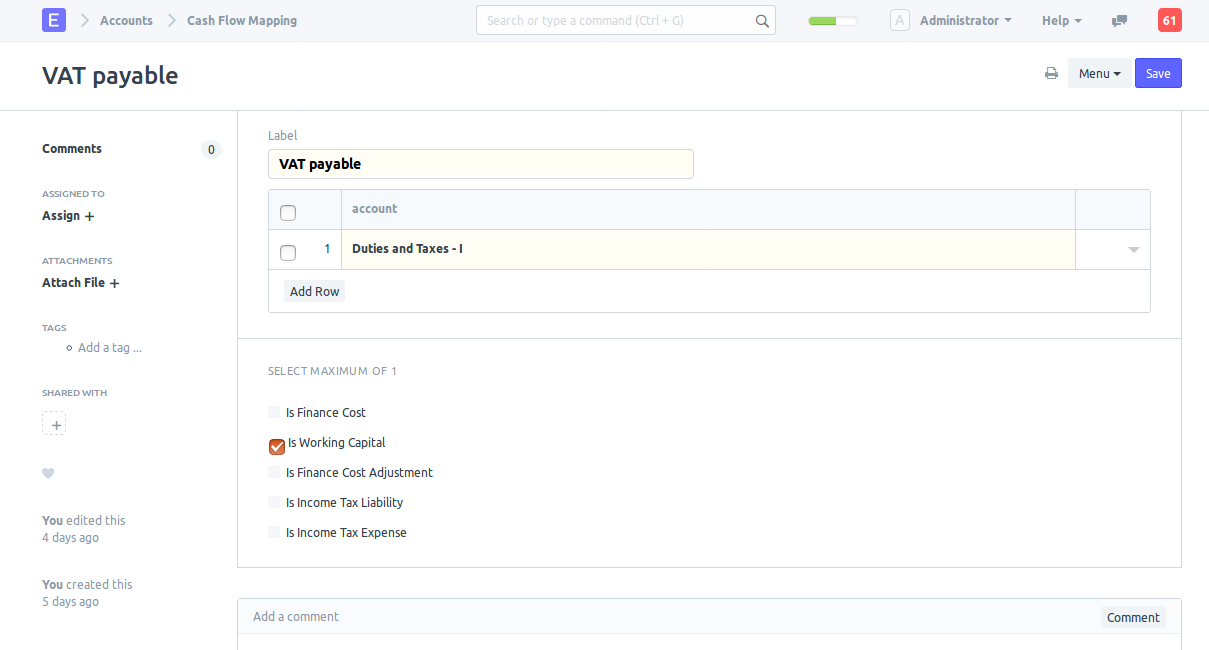 E Accounts Cash Flow Mapping Search or type a command (Ctrl + G) A Administrator Help 61
VAT payable Menu Save
Comments 0
ASSIGNED TO
Assign +
ATTACHMENTS
Attach File +
TAGS
Add a tag ...
SHARED WITH
+
You edited this
4 days ago
You created this
5 days ago
Label
VAT payable
account
1 Duties and Taxes - I
Add Row
SELECT MAXIMUM OF 1
Is Finance Cost
Is Working Capital
Is Finance Cost Adjustment
Is Income Tax Liability
Is Income Tax Expense
Add a comment Comment